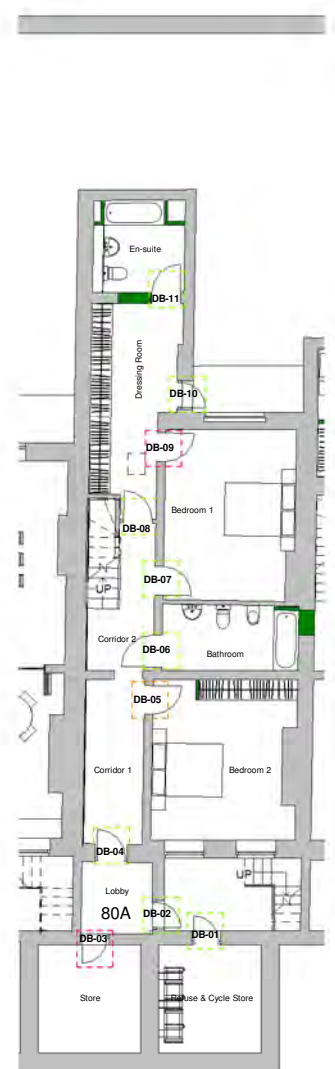 En-suite
DB-11
Dressing Room
DB-10
DB-09
Bedroom 1
DB-08
DB-07
UP
Corridor 2
DB-06
Bathroom
DB-05
Corridor 1
Bedroom 2
DB-04
UP
Lobby
80A
DB-02
DB-01
DB-03
Store
Refuse & Cycle Store